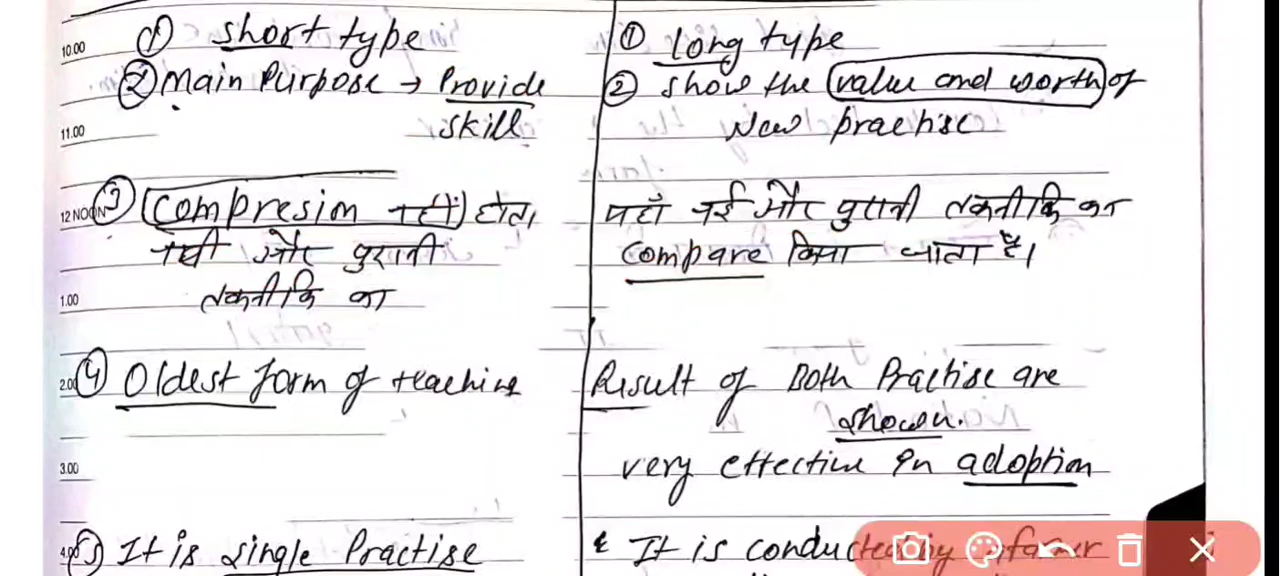 10.00 ① short type
② Main Purpose → Provide
skill
11.00
12 NOON ③ (Compresion नही) होता
नयी और पुरानी
तकनीकि का
1.00
2.00 ④ Oldest form of teaching
3.00
4.00 ⑤ It is single Practise
① long type
② show the (value and worth) of
New practise
यहाँ नई और पुरानी तकनीकि का
compare किया जाता है।
Result of Both Practise are
shown.
very effective in adoption
It is conducted by farmer